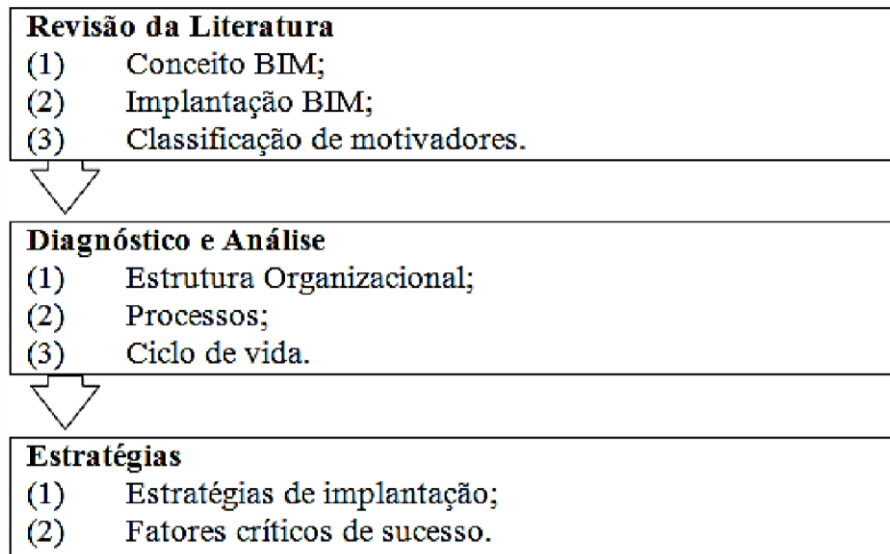 Revisão da Literatura
(1) Conceito BIM;
(2) Implantação BIM;
(3) Classificação de motivadores.
Diagnóstico e Análise
(1) Estrutura Organizacional;
(2) Processos;
(3) Ciclo de vida.
Estratégias
(1) Estratégias de implantação;
(2) Fatores críticos de sucesso.